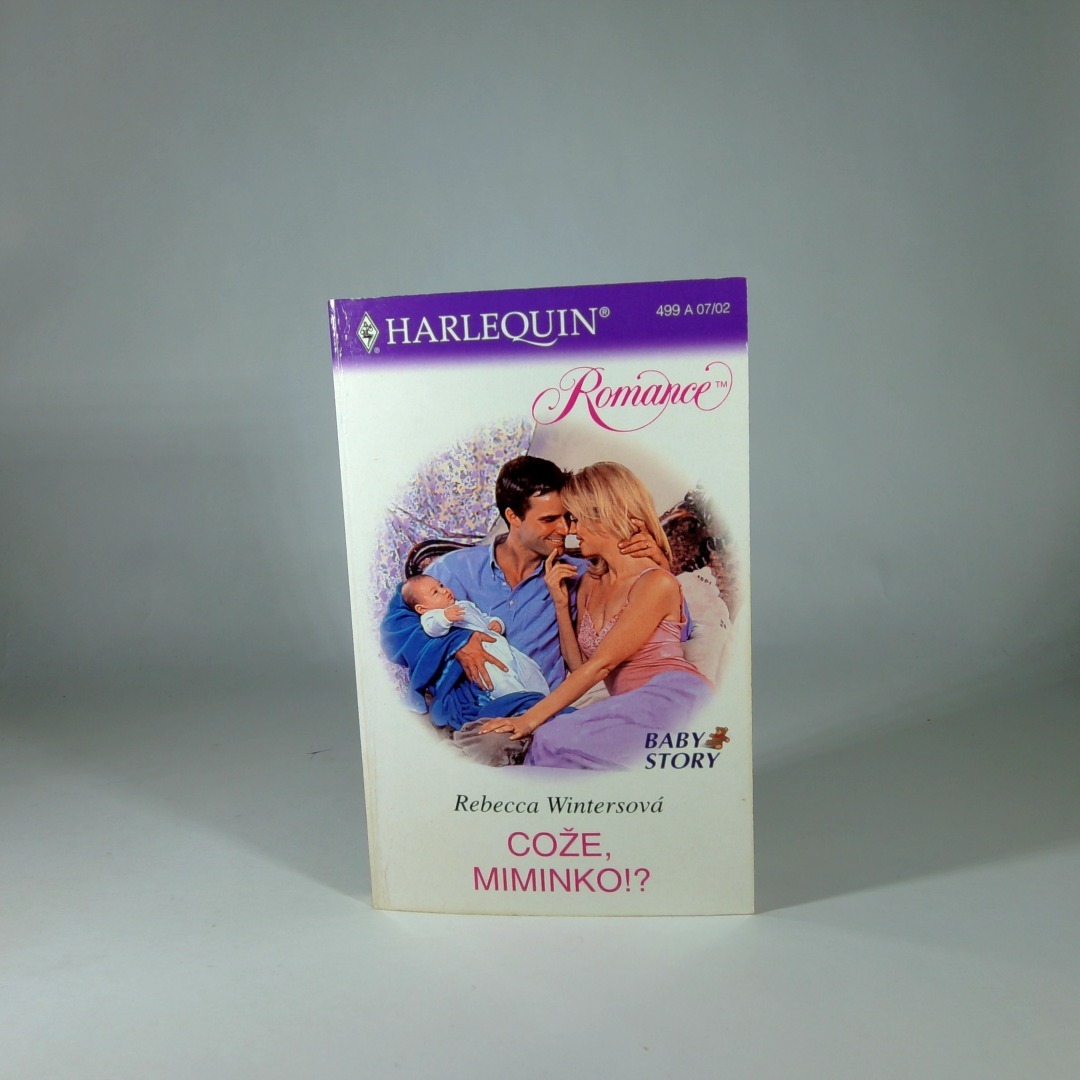 HARLEQUIN®
499 A 07/02
Romance™
BABY
STORY
Rebecca Wintersová
COŽE,
MIMINKO!?